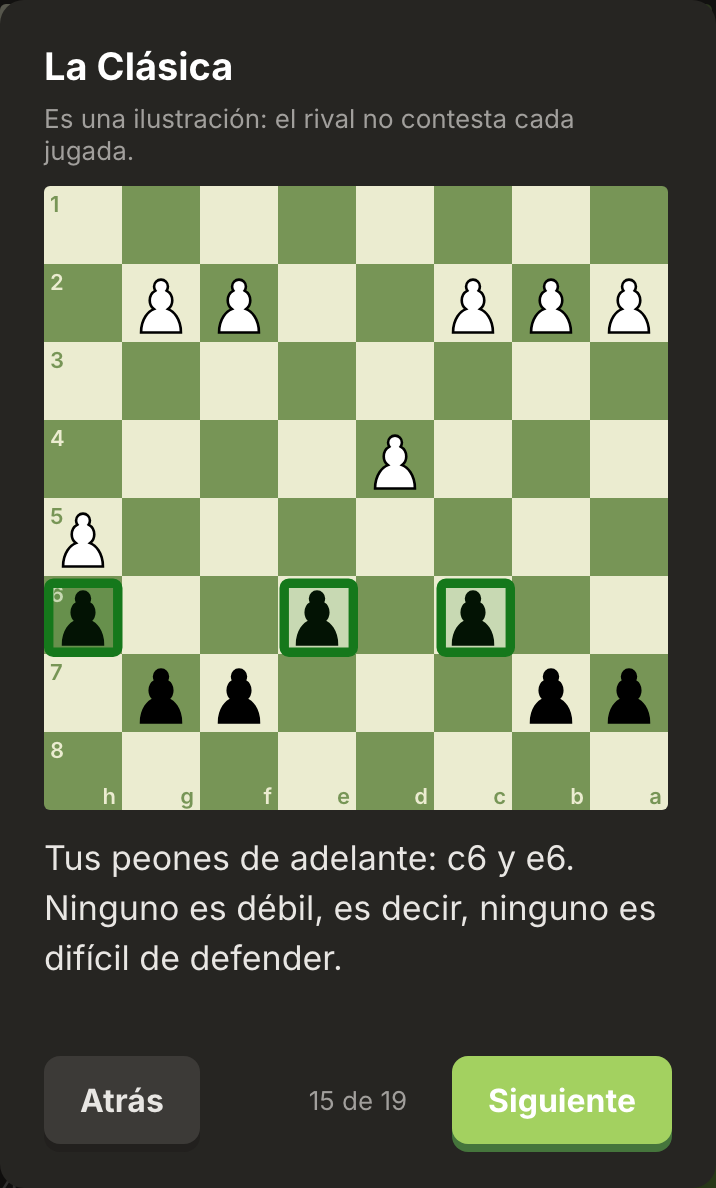 La Clásica
Es una ilustración: el rival no contesta cada
jugada.
1
2
3
4
5
6
7
8
h g f e d c b a
Tus peones de adelante: c6 y e6.
Ninguno es débil, es decir, ninguno es
difícil de defender.
Atrás 15 de 19 Siguiente